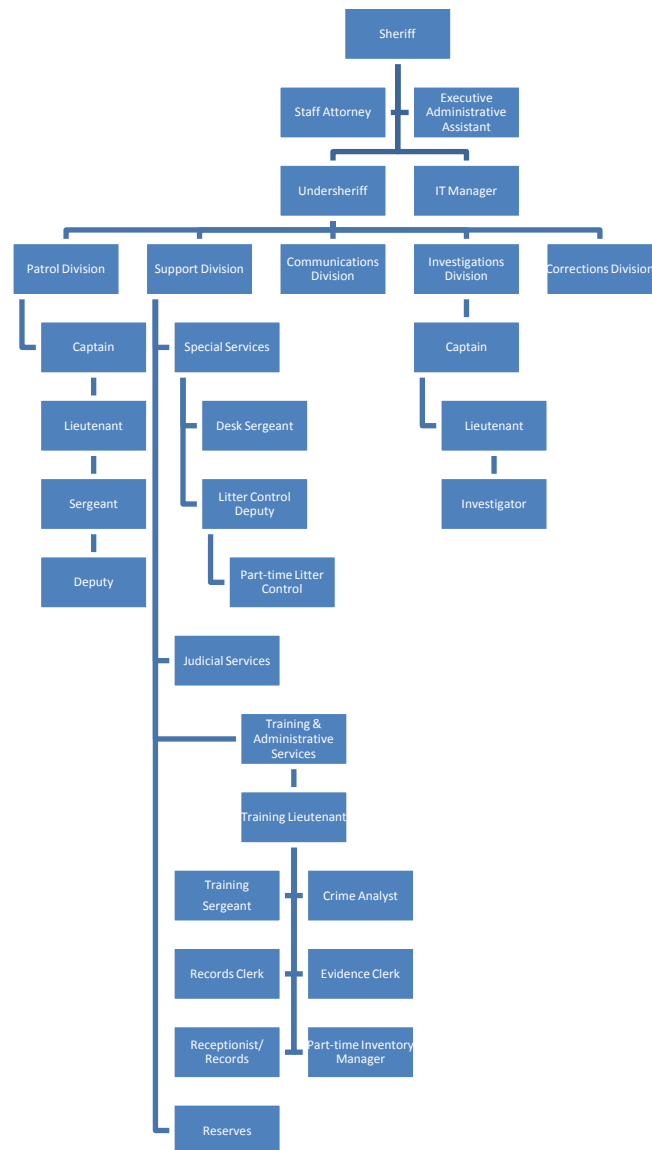 Sheriff
Staff Attorney
Executive
Administrative
Assistant
Undersheriff
IT Manager
Patrol Division
Support Division
Communications
Division
Investigations
Division
Corrections Division
Captain
Special Services
Captain
Lieutenant
Desk Sergeant
Lieutenant
Sergeant
Litter Control
Deputy
Investigator
Deputy
Part-time Litter
Control
Judicial Services
Training &
Administrative
Services
Training Lieutenant
Training
Sergeant
Crime Analyst
Records Clerk
Evidence Clerk
Receptionist/
Records
Part-time Inventory
Manager
Reserves